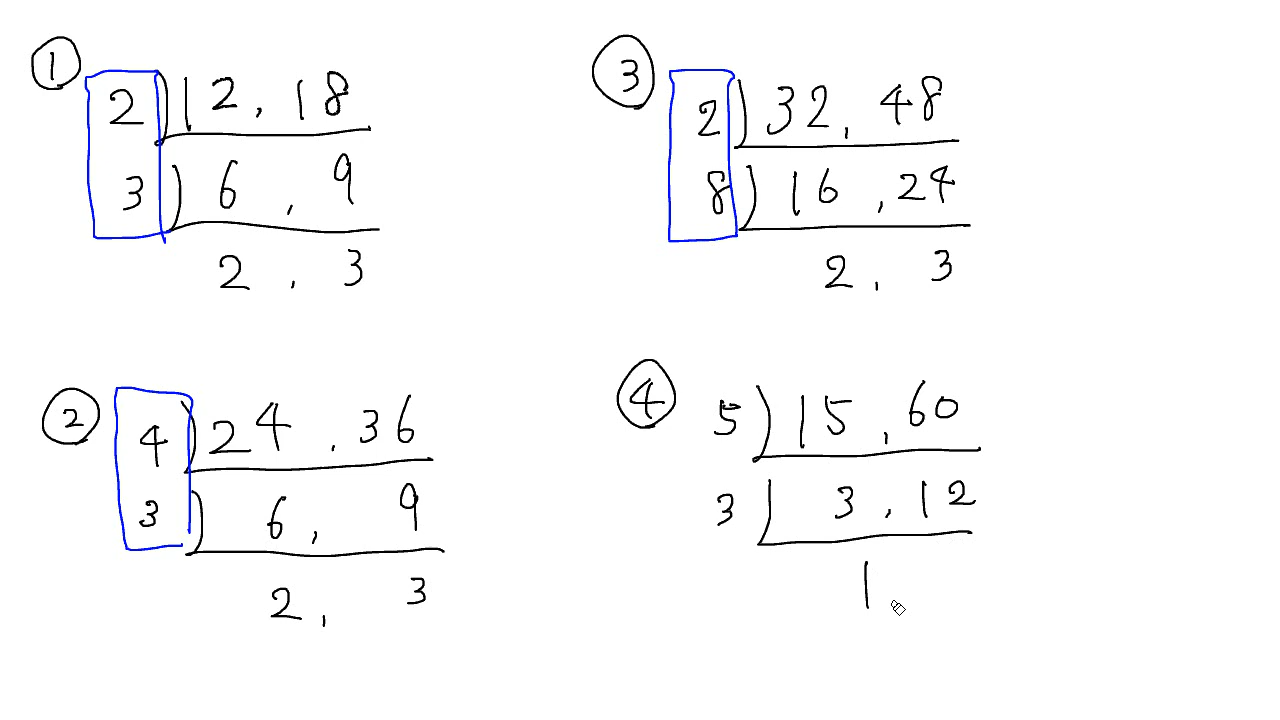 ①
2) 12, 18
3) 6, 9
2, 3
②
4) 24, 36
3) 6, 9
2, 3
③
2) 32, 48
8) 16, 24
2, 3
④
5) 15, 60
3) 3, 12
1